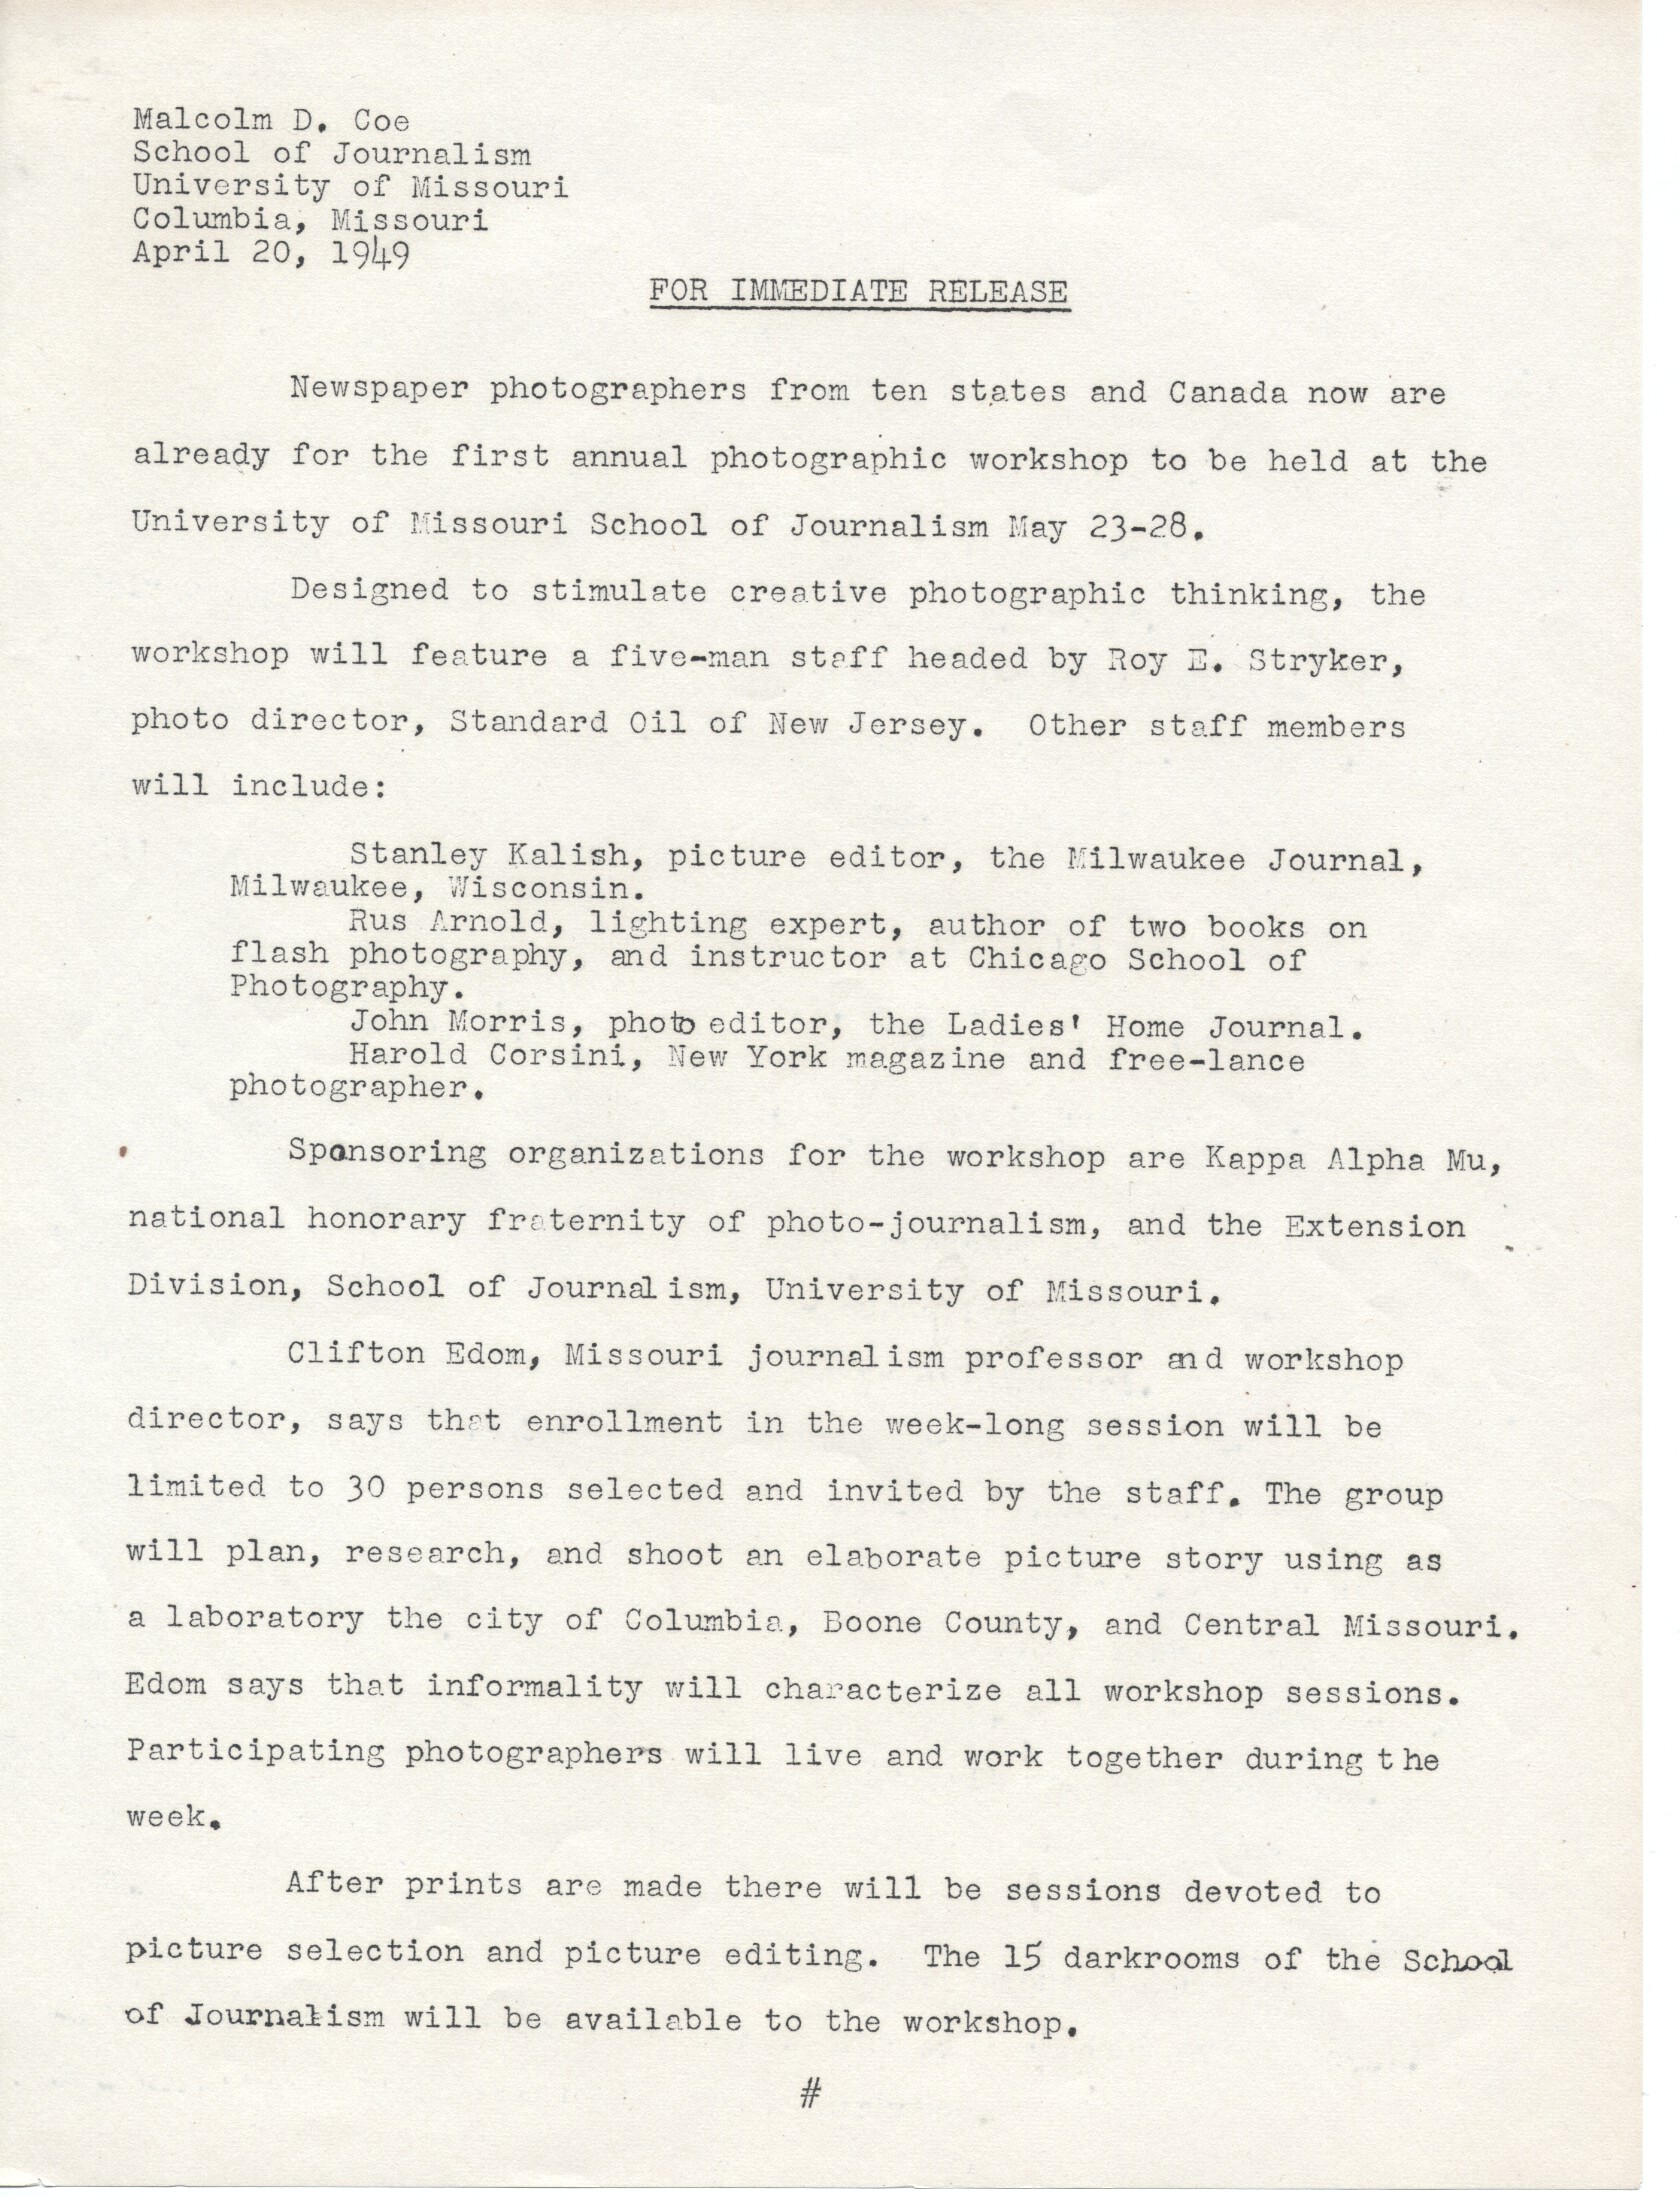 Malcolm D. Coe
School of Journalism
University of Missouri
Columbia, Missouri
April 20, 1949
FOR IMMEDIATE RELEASE
Newspaper photographers from ten states and Canada now are
already for the first annual photographic workshop to be held at the
University of Missouri School of Journalism May 23-28.
Designed to stimulate creative photographic thinking, the
workshop will feature a five-man staff headed by Roy E. Stryker,
photo director, Standard Oil of New Jersey. Other staff members
will include:
Stanley Kalish, picture editor, the Milwaukee Journal,
Milwaukee, Wisconsin.
Rus Arnold, lighting expert, author of two books on
flash photography, and instructor at Chicago School of
Photography.
John Morris, photo editor, the Ladies' Home Journal.
Harold Corsini, New York magazine and free-lance
photographer.
Sponsoring organizations for the workshop are Kappa Alpha Mu,
national honorary fraternity of photo-journalism, and the Extension
Division, School of Journalism, University of Missouri.
Clifton Edom, Missouri journalism professor and workshop
director, says that enrollment in the week-long session will be
limited to 30 persons selected and invited by the staff. The group
will plan, research, and shoot an elaborate picture story using as
a laboratory the city of Columbia, Boone County, and Central Missouri.
Edom says that informality will characterize all workshop sessions.
Participating photographers will live and work together during the
week.
After prints are made there will be sessions devoted to
picture selection and picture editing. The 15 darkrooms of the School
of Journalism will be available to the workshop.
#